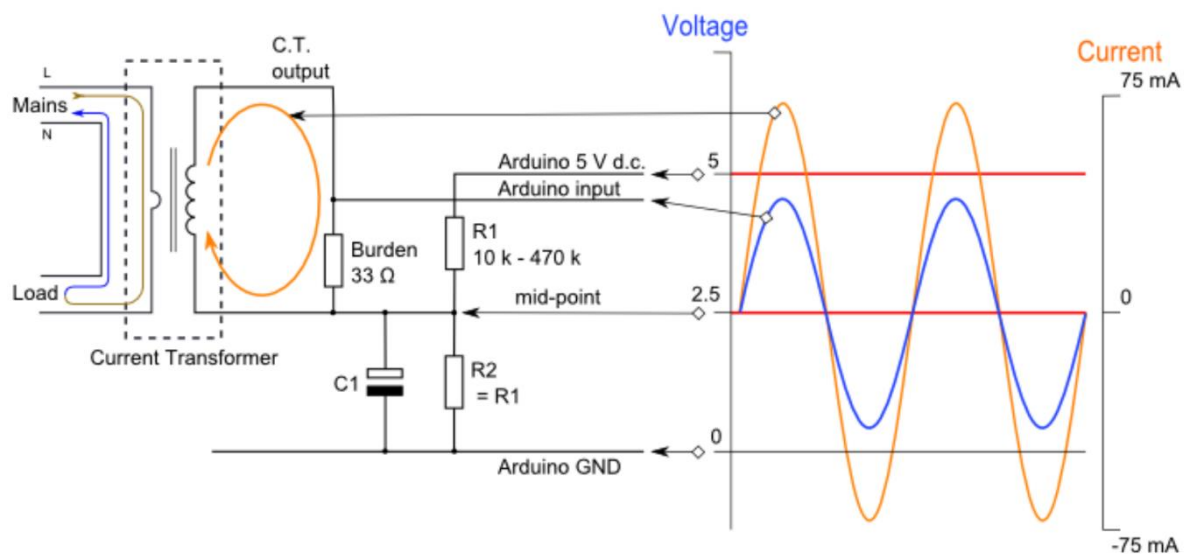 Voltage
Current
75 mA
0
-75 mA
C.T.
output
L
Mains
N
Load
Current Transformer
Burden
33 Ω
C1
R1
10 k - 470 k
R2
= R1
Arduino 5 V d.c.
Arduino input
mid-point
Arduino GND
5
2.5
0